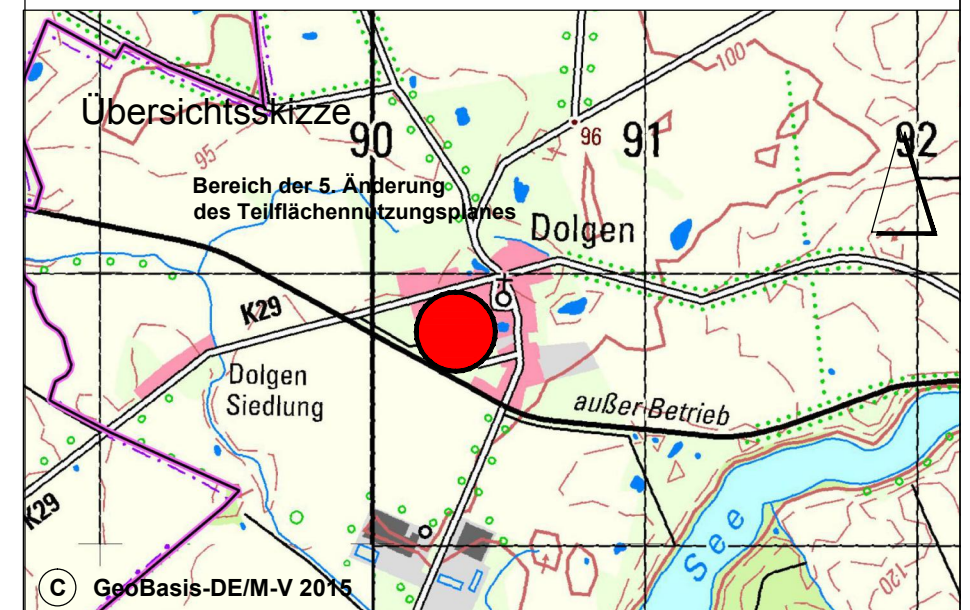 Übersichtsskizze
100
90
96
91
92
95
Bereich der 5. Änderung
des Teilflächennutzungsplanes
Dolgen
K29
Dolgen
Siedlung
außer Betrieb
K29
See
120
C GeoBasis-DE/M-V 2015